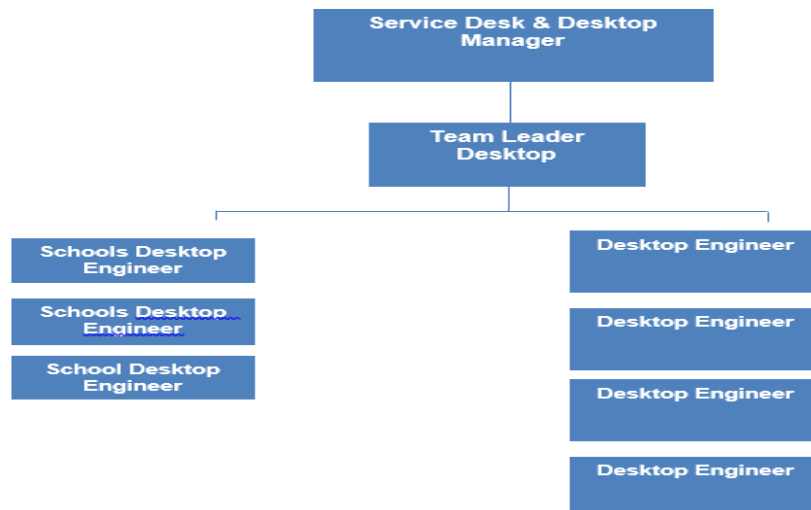 Service Desk & Desktop
Manager
Team Leader
Desktop
Schools Desktop
Engineer
Schools Desktop
Engineer
School Desktop
Engineer
Desktop Engineer
Desktop Engineer
Desktop Engineer
Desktop Engineer